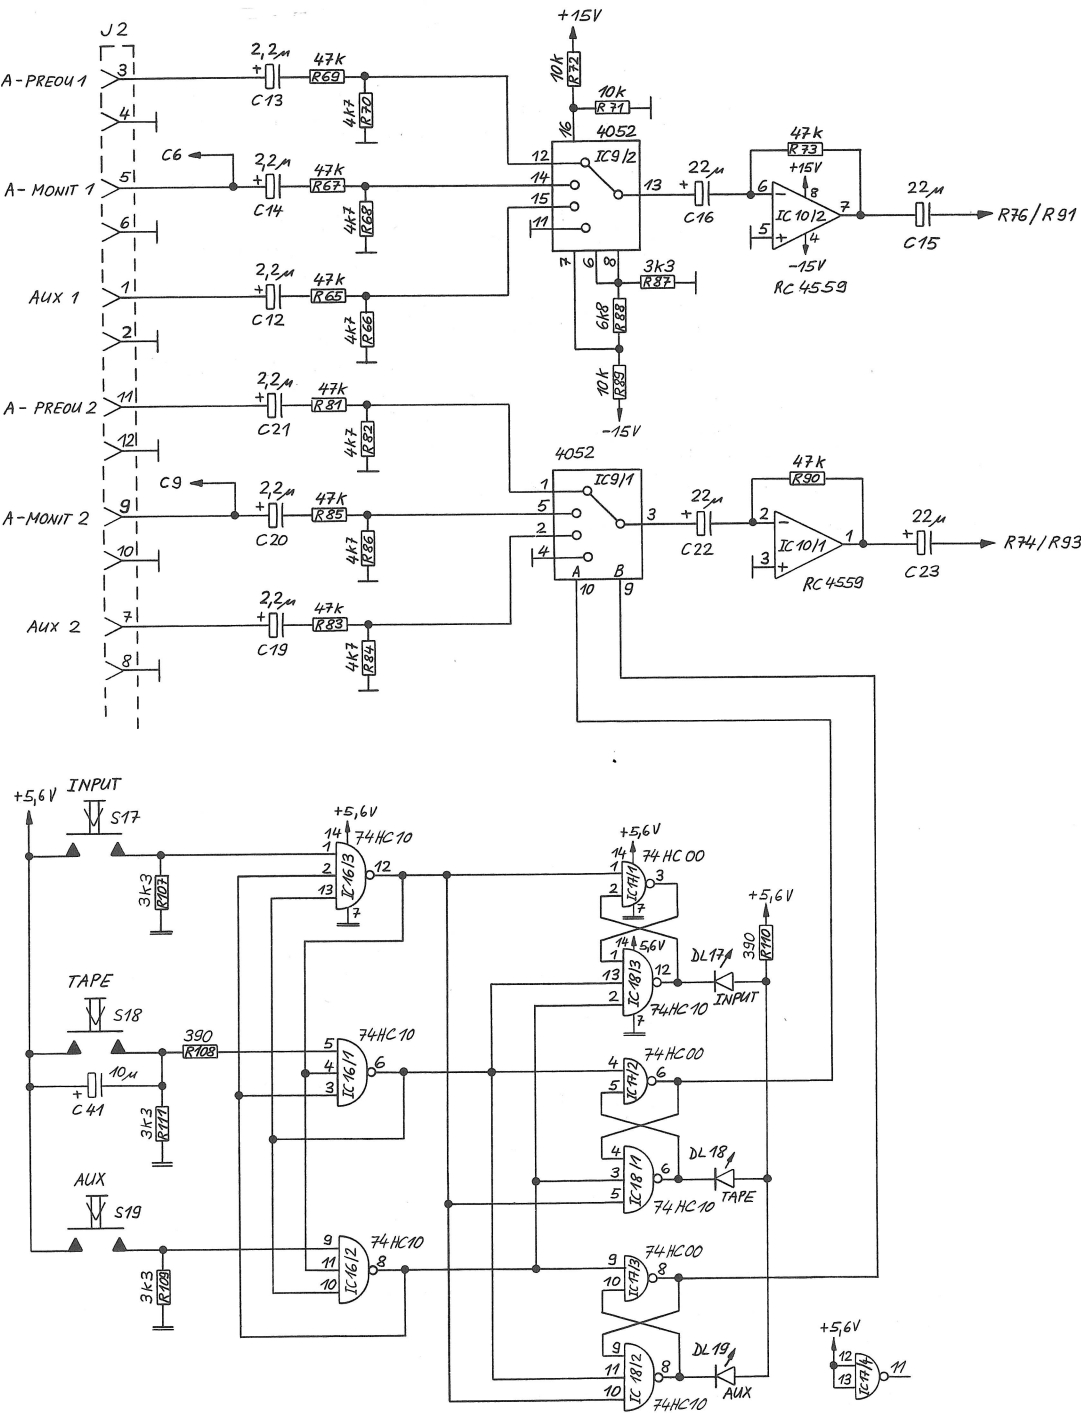 J2
A-PREOU 1
3
2,2µ
+
C13
47k
R69
4k7
R70
4
C6
A-MONIT 1
5
2,2µ
+
C14
47k
R67
4k7
R68
6
AUX 1
1
2,2µ
+
C12
47k
R65
4k7
R66
2
A-PREOU 2
11
2,2µ
+
C21
47k
R81
4k7
R82
12
C9
A-MONIT 2
9
2,2µ
+
C20
47k
R85
4k7
R86
10
AUX 2
7
2,2µ
+
C19
47k
R83
4k7
R84
8
+15V
10k
R72
10k
R71
16
4052
IC9/2
12
14
15
11
13
7
6
8
3k3
R87
6k8
R88
10k
R89
-15V
22µ
+
C16
47k
R73
+15V
8
6
-
IC10/2
7
5
+
4
-15V
RC4559
22µ
C15
R76/R91
4052
IC9/1
1
5
2
4
3
A
B
10
9
22µ
+
C22
47k
R90
2
-
IC10/1
1
3
+
RC4559
22µ
+
C23
R74/R93
+5,6V
INPUT
S17
3k3
R107
TAPE
S18
390
R108
10µ
+
C41
3k3
R111
AUX
S19
3k3
R109
+5,6V
14
74HC10
1
2
13
IC16/3
12
7
74HC10
5
4
3
IC16/1
6
74HC10
9
11
10
IC16/2
8
+5,6V
14
74HC00
1
2
IC17/1
3
7
14
5,6V
1
13
2
IC18/3
12
7
74HC10
DL17
INPUT
+5,6V
390
R110
74HC00
4
5
IC17/2
6
4
3
5
IC18/1
6
74HC10
DL18
TAPE
74HC00
9
10
IC17/3
8
9
11
10
IC18/2
8
74HC10
DL19
AUX
+5,6V
12
13
IC17/4
11